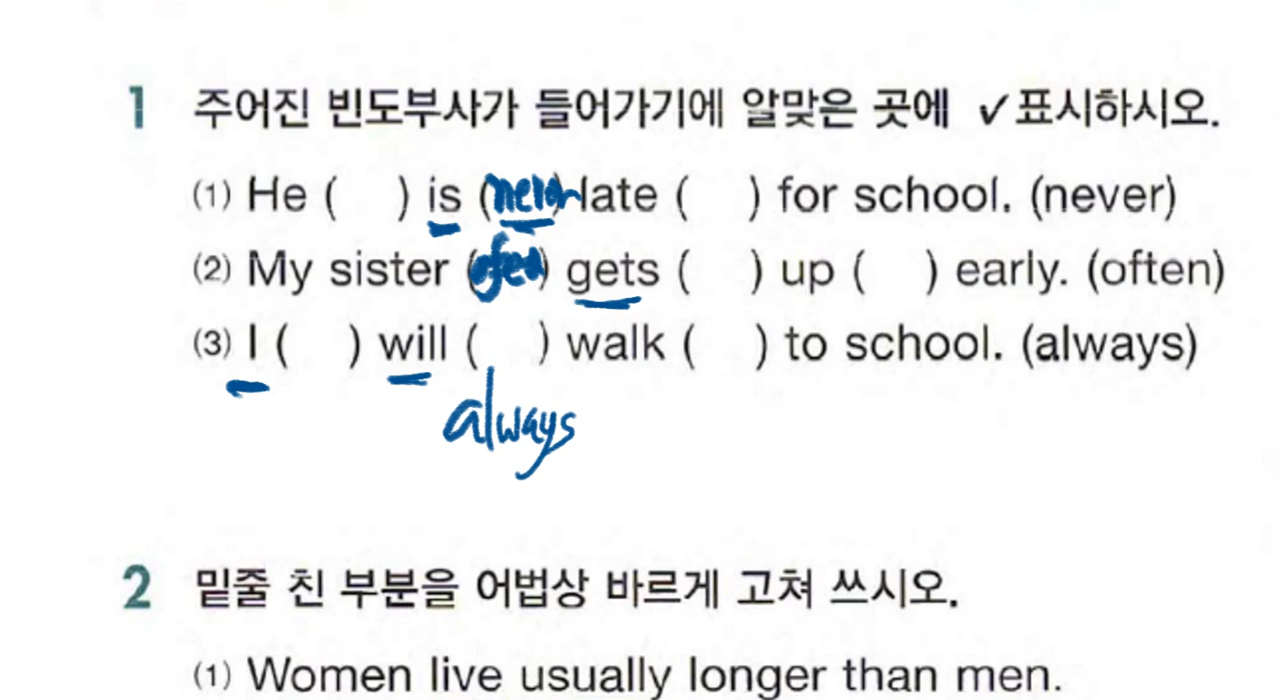 1 주어진 빈도부사가 들어가기에 알맞은 곳에 ✓표시하시오.
(1) He ( ) is (never) late ( ) for school. (never)
(2) My sister (ofen) gets ( ) up ( ) early. (often)
(3) I ( ) will ( ) walk ( ) to school. (always)
always
2 밑줄 친 부분을 어법상 바르게 고쳐 쓰시오.
(1) Women live usually longer than men.